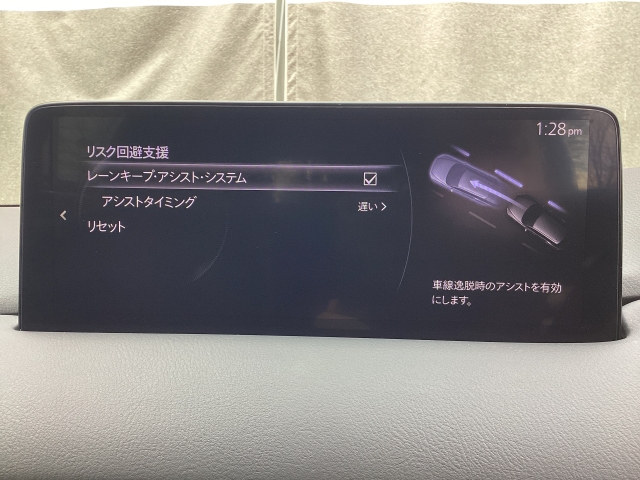 1:28pm
リスク回避支援
レーンキープ・アシスト・システム
アシストタイミング
遅い
リセット
車線逸脱時のアシストを有効
にします。